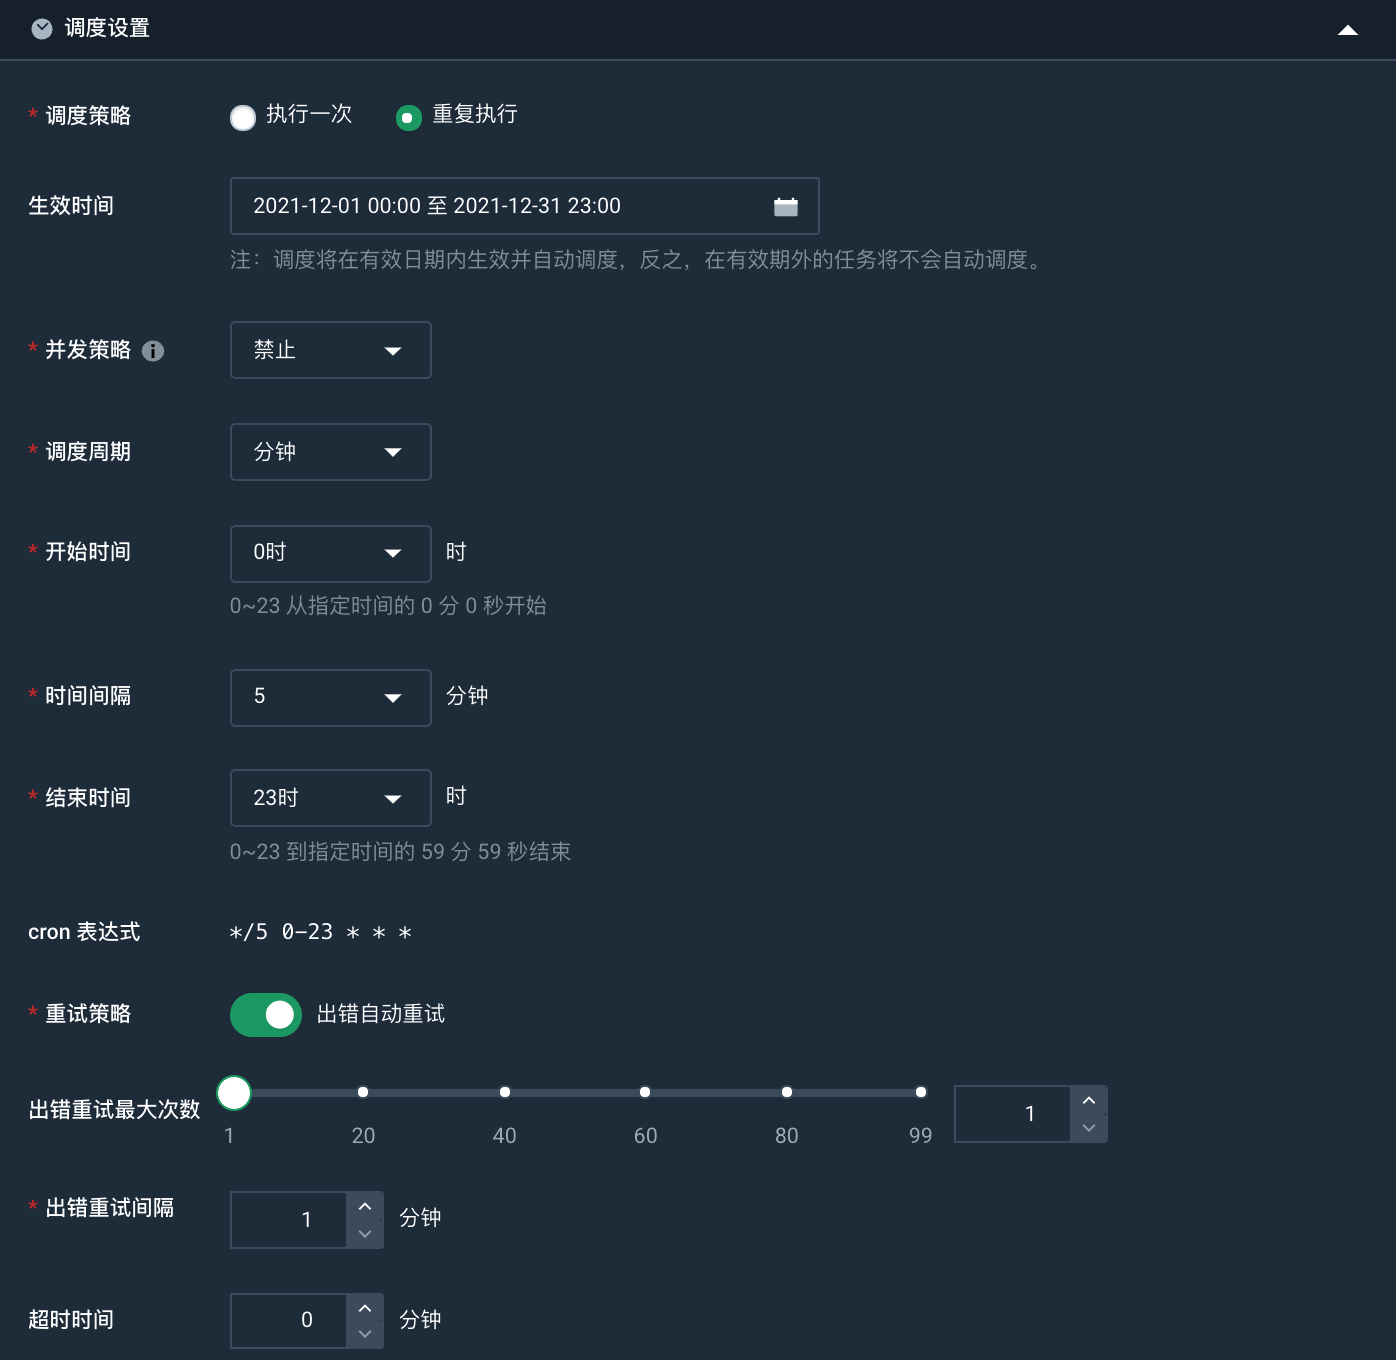 调度设置
* 调度策略 执行一次 重复执行
生效时间 2021-12-01 00:00 至 2021-12-31 23:00
注：调度将在有效日期内生效并自动调度，反之，在有效期外的任务将不会自动调度。
* 并发策略 禁止
* 调度周期 分钟
* 开始时间 0时 时
0~23 从指定时间的 0 分 0 秒开始
* 时间间隔 5 分钟
* 结束时间 23时 时
0~23 到指定时间的 59 分 59 秒结束
cron 表达式 */5 0-23 * * *
* 重试策略 出错自动重试
出错重试最大次数 1
1 20 40 60 80 99
* 出错重试间隔 1 分钟
超时时间 0 分钟